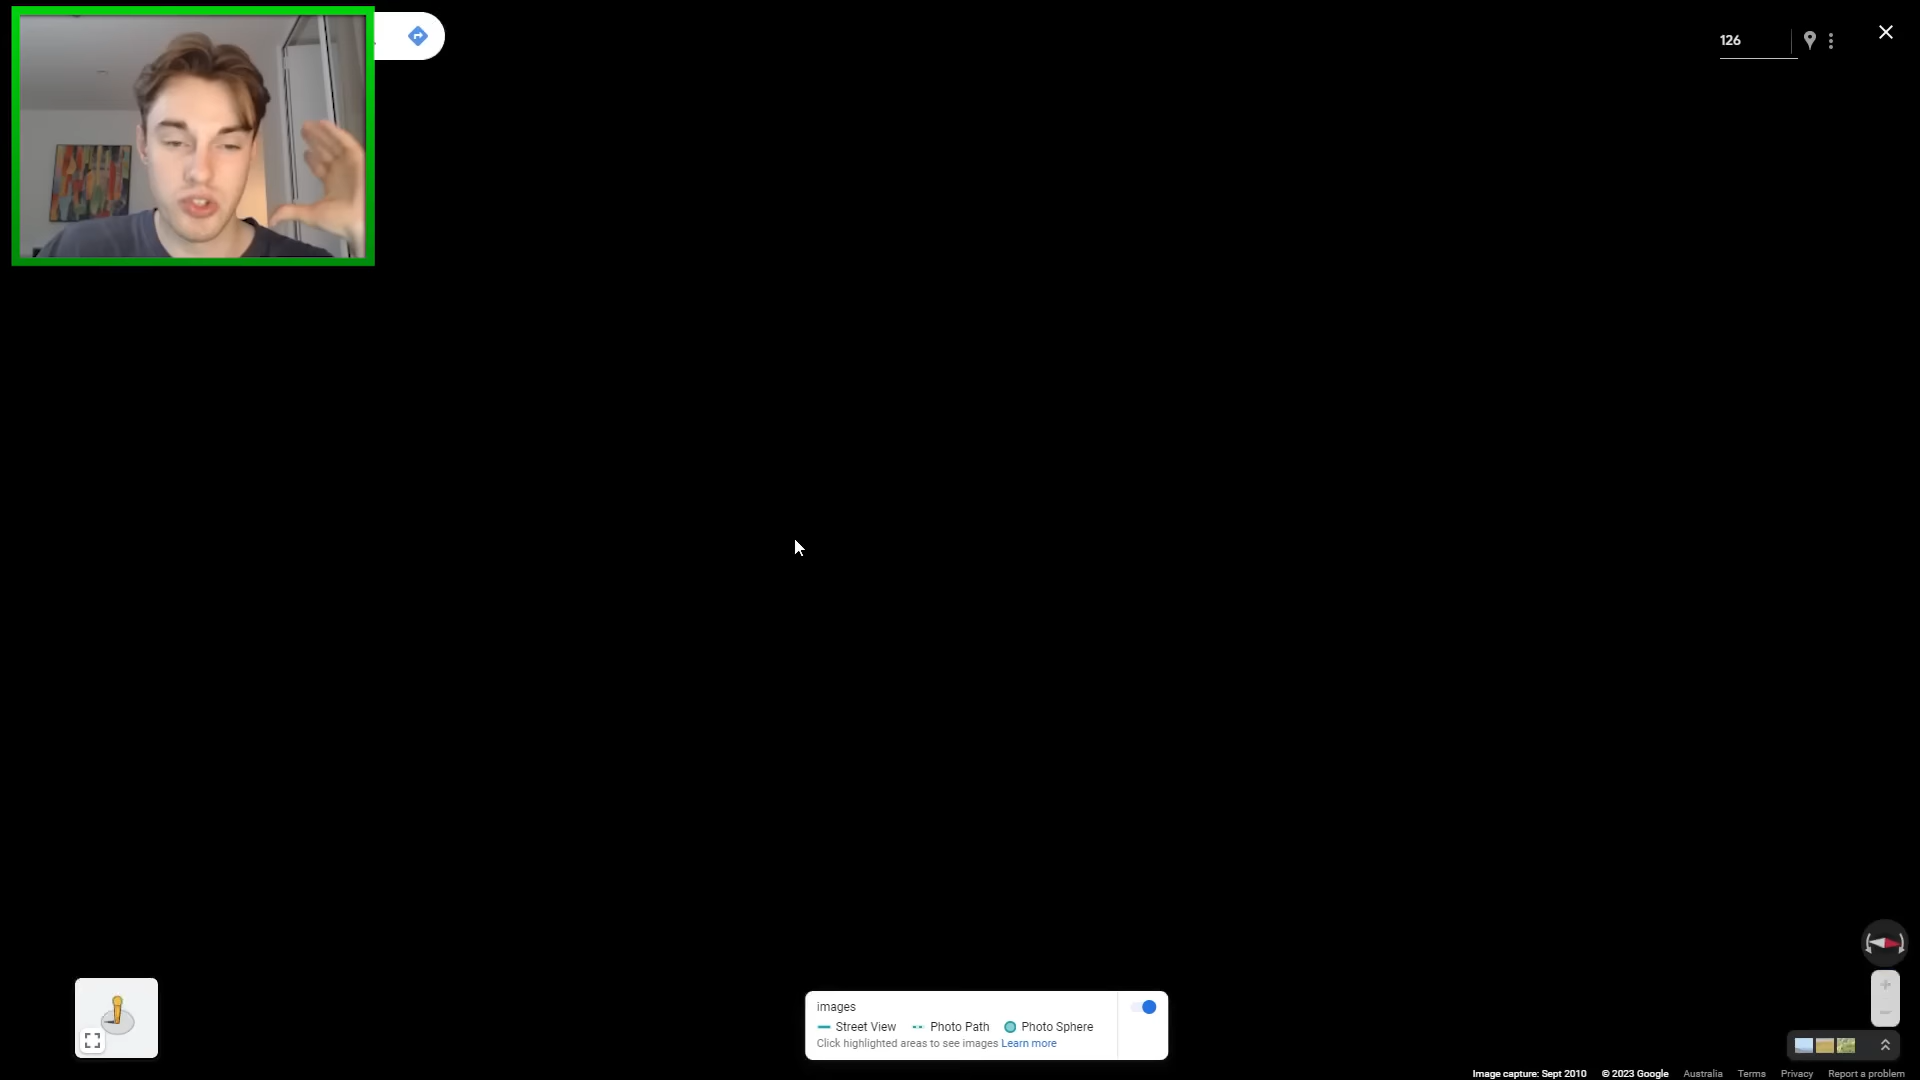 126
images
Street View Photo Path Photo Sphere
Click highlighted areas to see images Learn more
Image capture: Sept 2010 © 2023 Google Australia Terms Privacy Report a problem